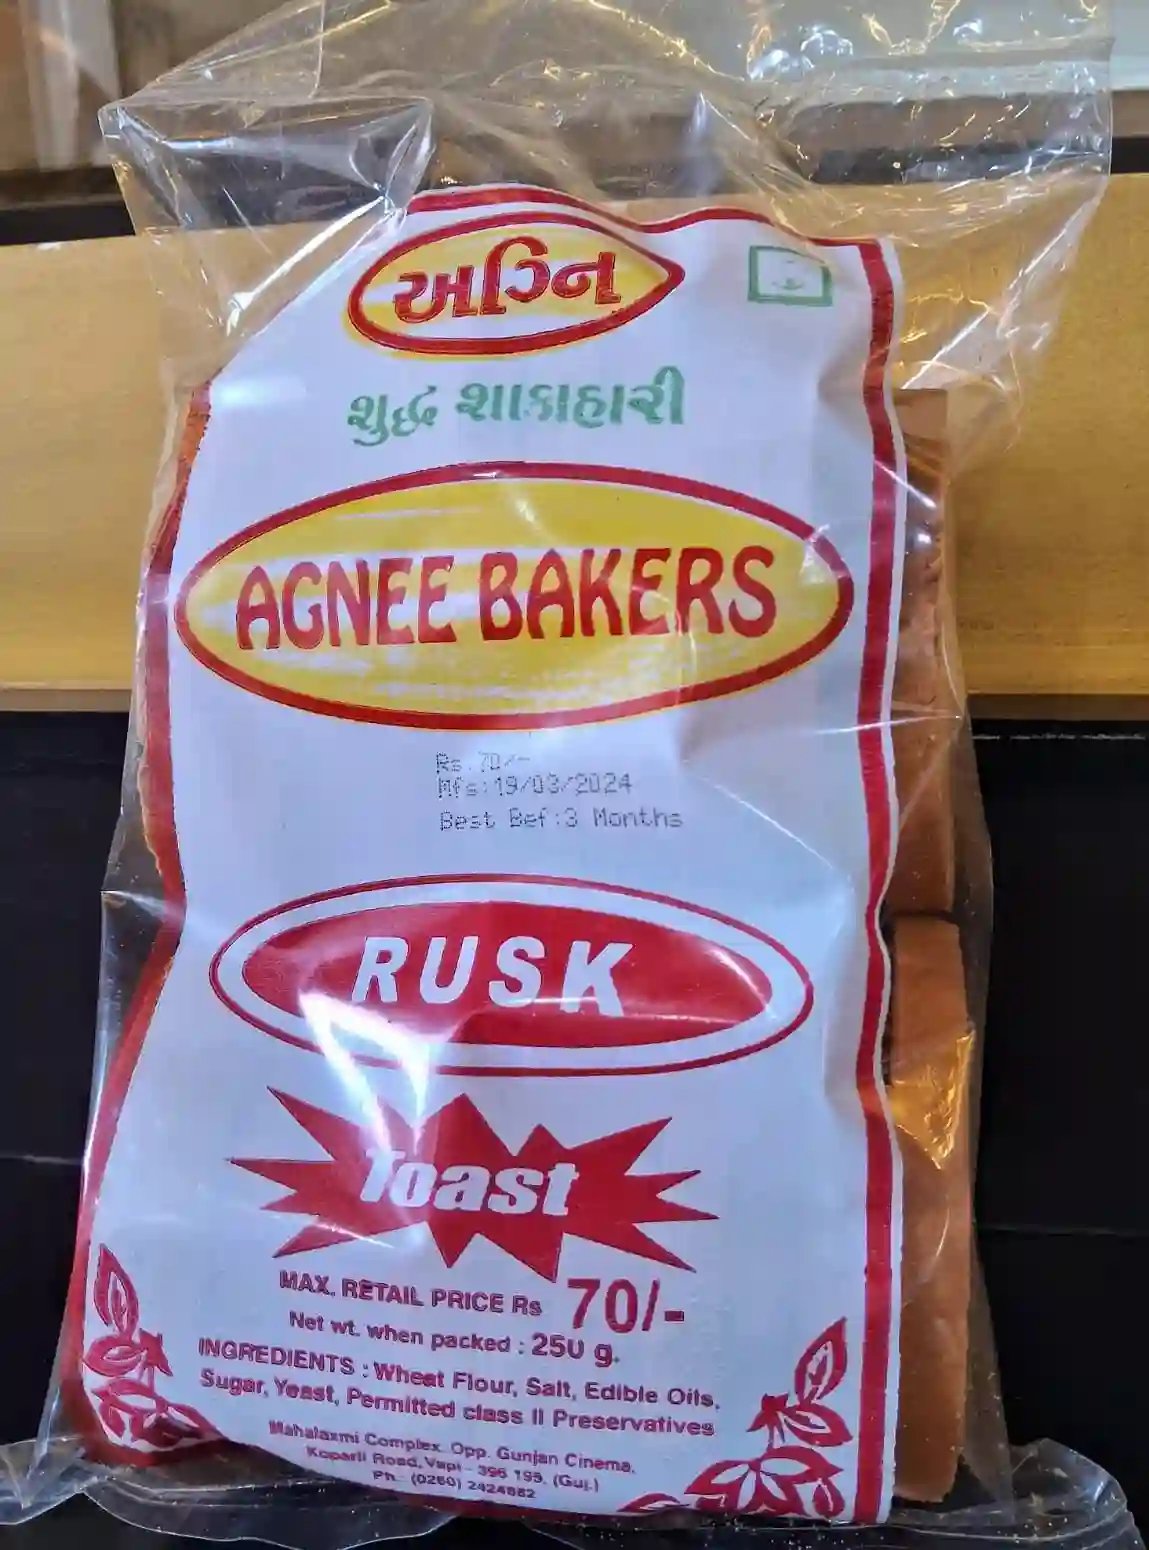 અગ્નિ
શુદ્ધ શાકાહારી
AGNEE BAKERS
Rs.70/-
Mfs:19/03/2024
Best Bef:3 Months
RUSK
Toast
MAX. RETAIL PRICE Rs 70/-
Net wt. when packed : 250 g.
INGREDIENTS : Wheat Flour, Salt, Edible Oils,
Sugar, Yeast, Permitted class II Preservatives
Mahalaxmi Complex, Opp. Gunjan Cinema,
Koparli Road, Vapi - 396 195. (Guj.)
Ph.: (0260) 2424882